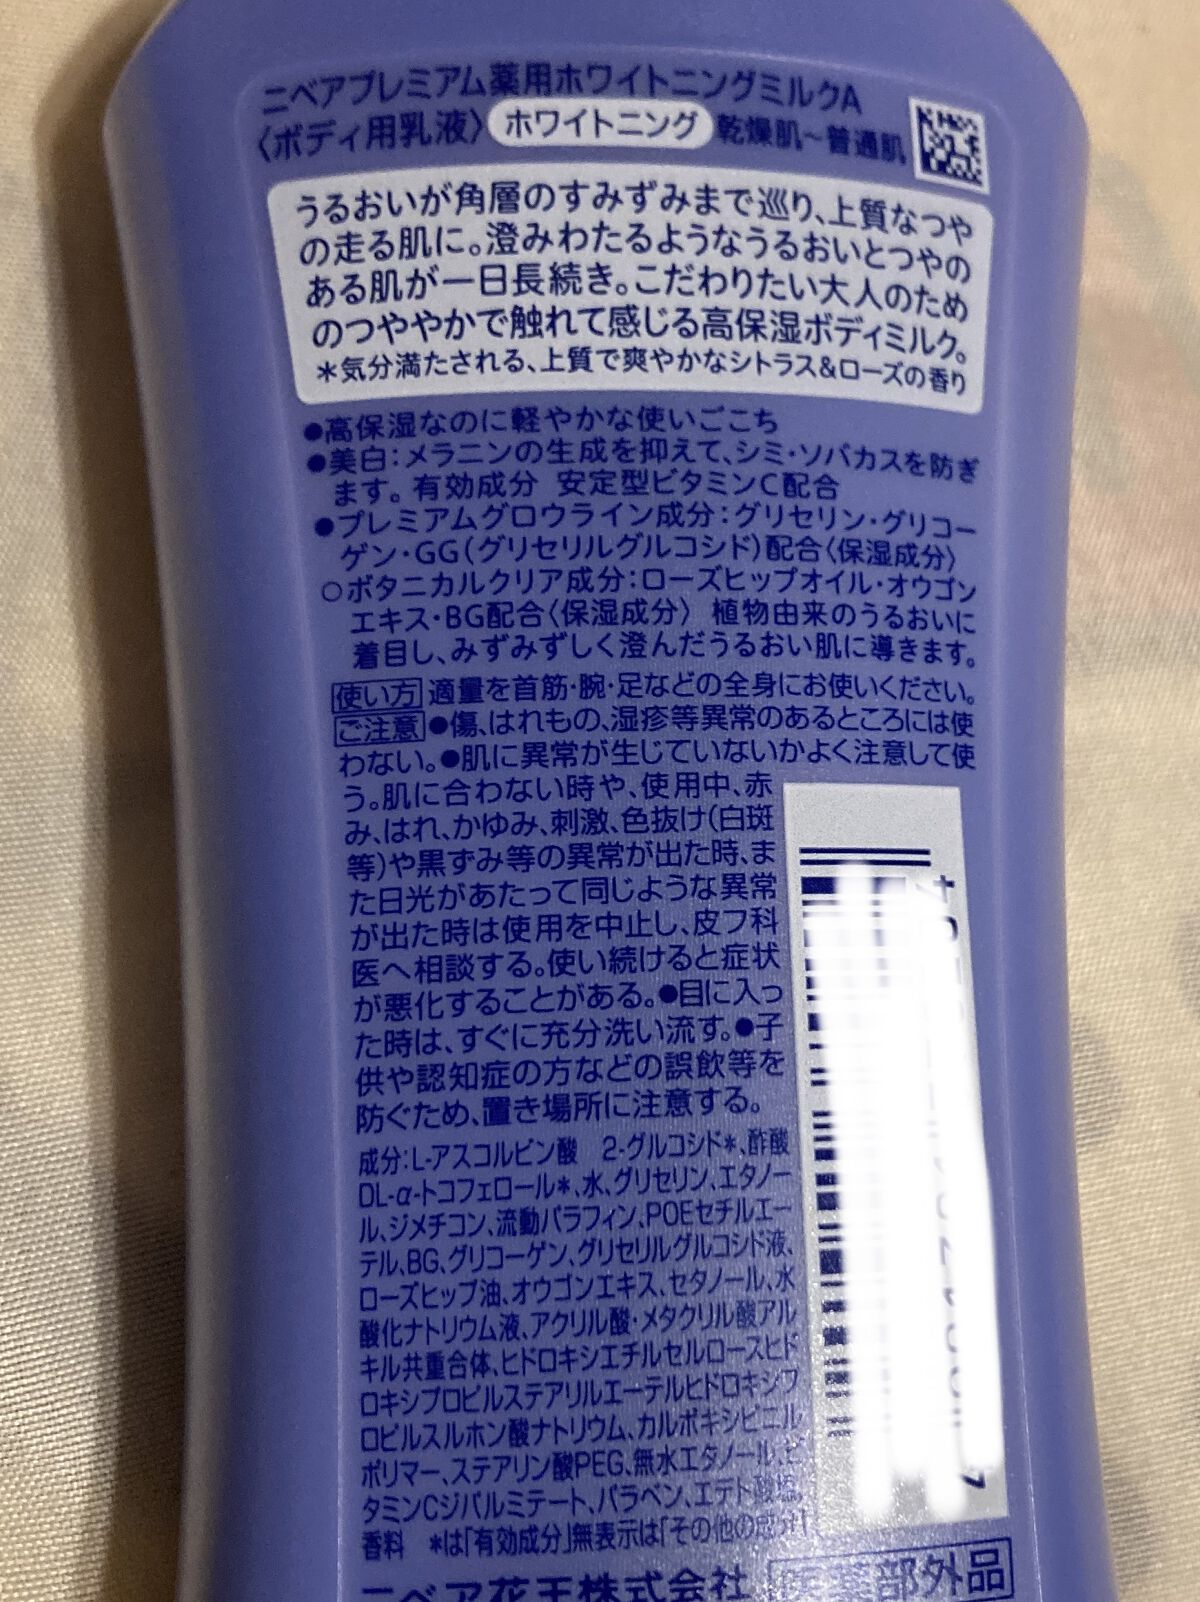 ニベアプレミアム薬用ホワイトニングミルクA
〈ボディ用乳液〉 ホワイトニング 乾燥肌～普通肌
うるおいが角層のすみずみまで巡り、上質なつや
の走る肌に。澄みわたるようなうるおいとつやの
ある肌が一日長続き。こだわりたい大人のため
のつややかで触れて感じる高保湿ボディミルク。
＊気分満たされる、上質で爽やかなシトラス&ローズの香り
●高保湿なのに軽やかな使いごこち
●美白：メラニンの生成を抑えて、シミ・ソバカスを防ぎ
ます。有効成分 安定型ビタミンC配合
●プレミアムグロウライン成分：グリセリン・グリコー
ゲン・GG(グリセリルグルコシド)配合〈保湿成分〉
○ボタニカルクリア成分：ローズヒップオイル・オウゴン
エキス・BG配合〈保湿成分〉 植物由来のうるおいに
着目し、みずみずしく澄んだうるおい肌に導きます。
使い方 適量を首筋・腕・足などの全身にお使いください。
ご注意 ●傷、はれもの、湿疹等異常のあるところには使
わない。●肌に異常が生じていないかよく注意して使
う。肌に合わない時や、使用中、赤
み、はれ、かゆみ、刺激、色抜け(白斑
等)や黒ずみ等の異常が出た時、ま
た日光があたって同じような異常
が出た時は使用を中止し、皮フ科
医へ相談する。使い続けると症状
が悪化することがある。●目に入っ
た時は、すぐに充分洗い流す。●子
供や認知症の方などの誤飲等を
防ぐため、置き場所に注意する。
成分：L-アスコルビン酸 2-グルコシド＊、酢酸
DL-α-トコフェロール＊、水、グリセリン、エタノー
ル、ジメチコン、流動パラフィン、POEセチルエー
テル、BG、グリコーゲン、グリセリルグルコシド液、
ローズヒップ油、オウゴンエキス、セタノール、水
酸化ナトリウム液、アクリル酸・メタクリル酸アル
キル共重合体、ヒドロキシエチルセルロースヒド
ロキシプロピルステアリルエーテルヒドロキシプ
ロピルスルホン酸ナトリウム、カルボキシビニル
ポリマー、ステアリン酸PEG、無水エタノール、ビ
タミンCジパルミテート、パラベン、エデト酸塩、
香料 ＊は「有効成分」無表示は「その他の成分」
ニベア花王株式会社 医薬部外品